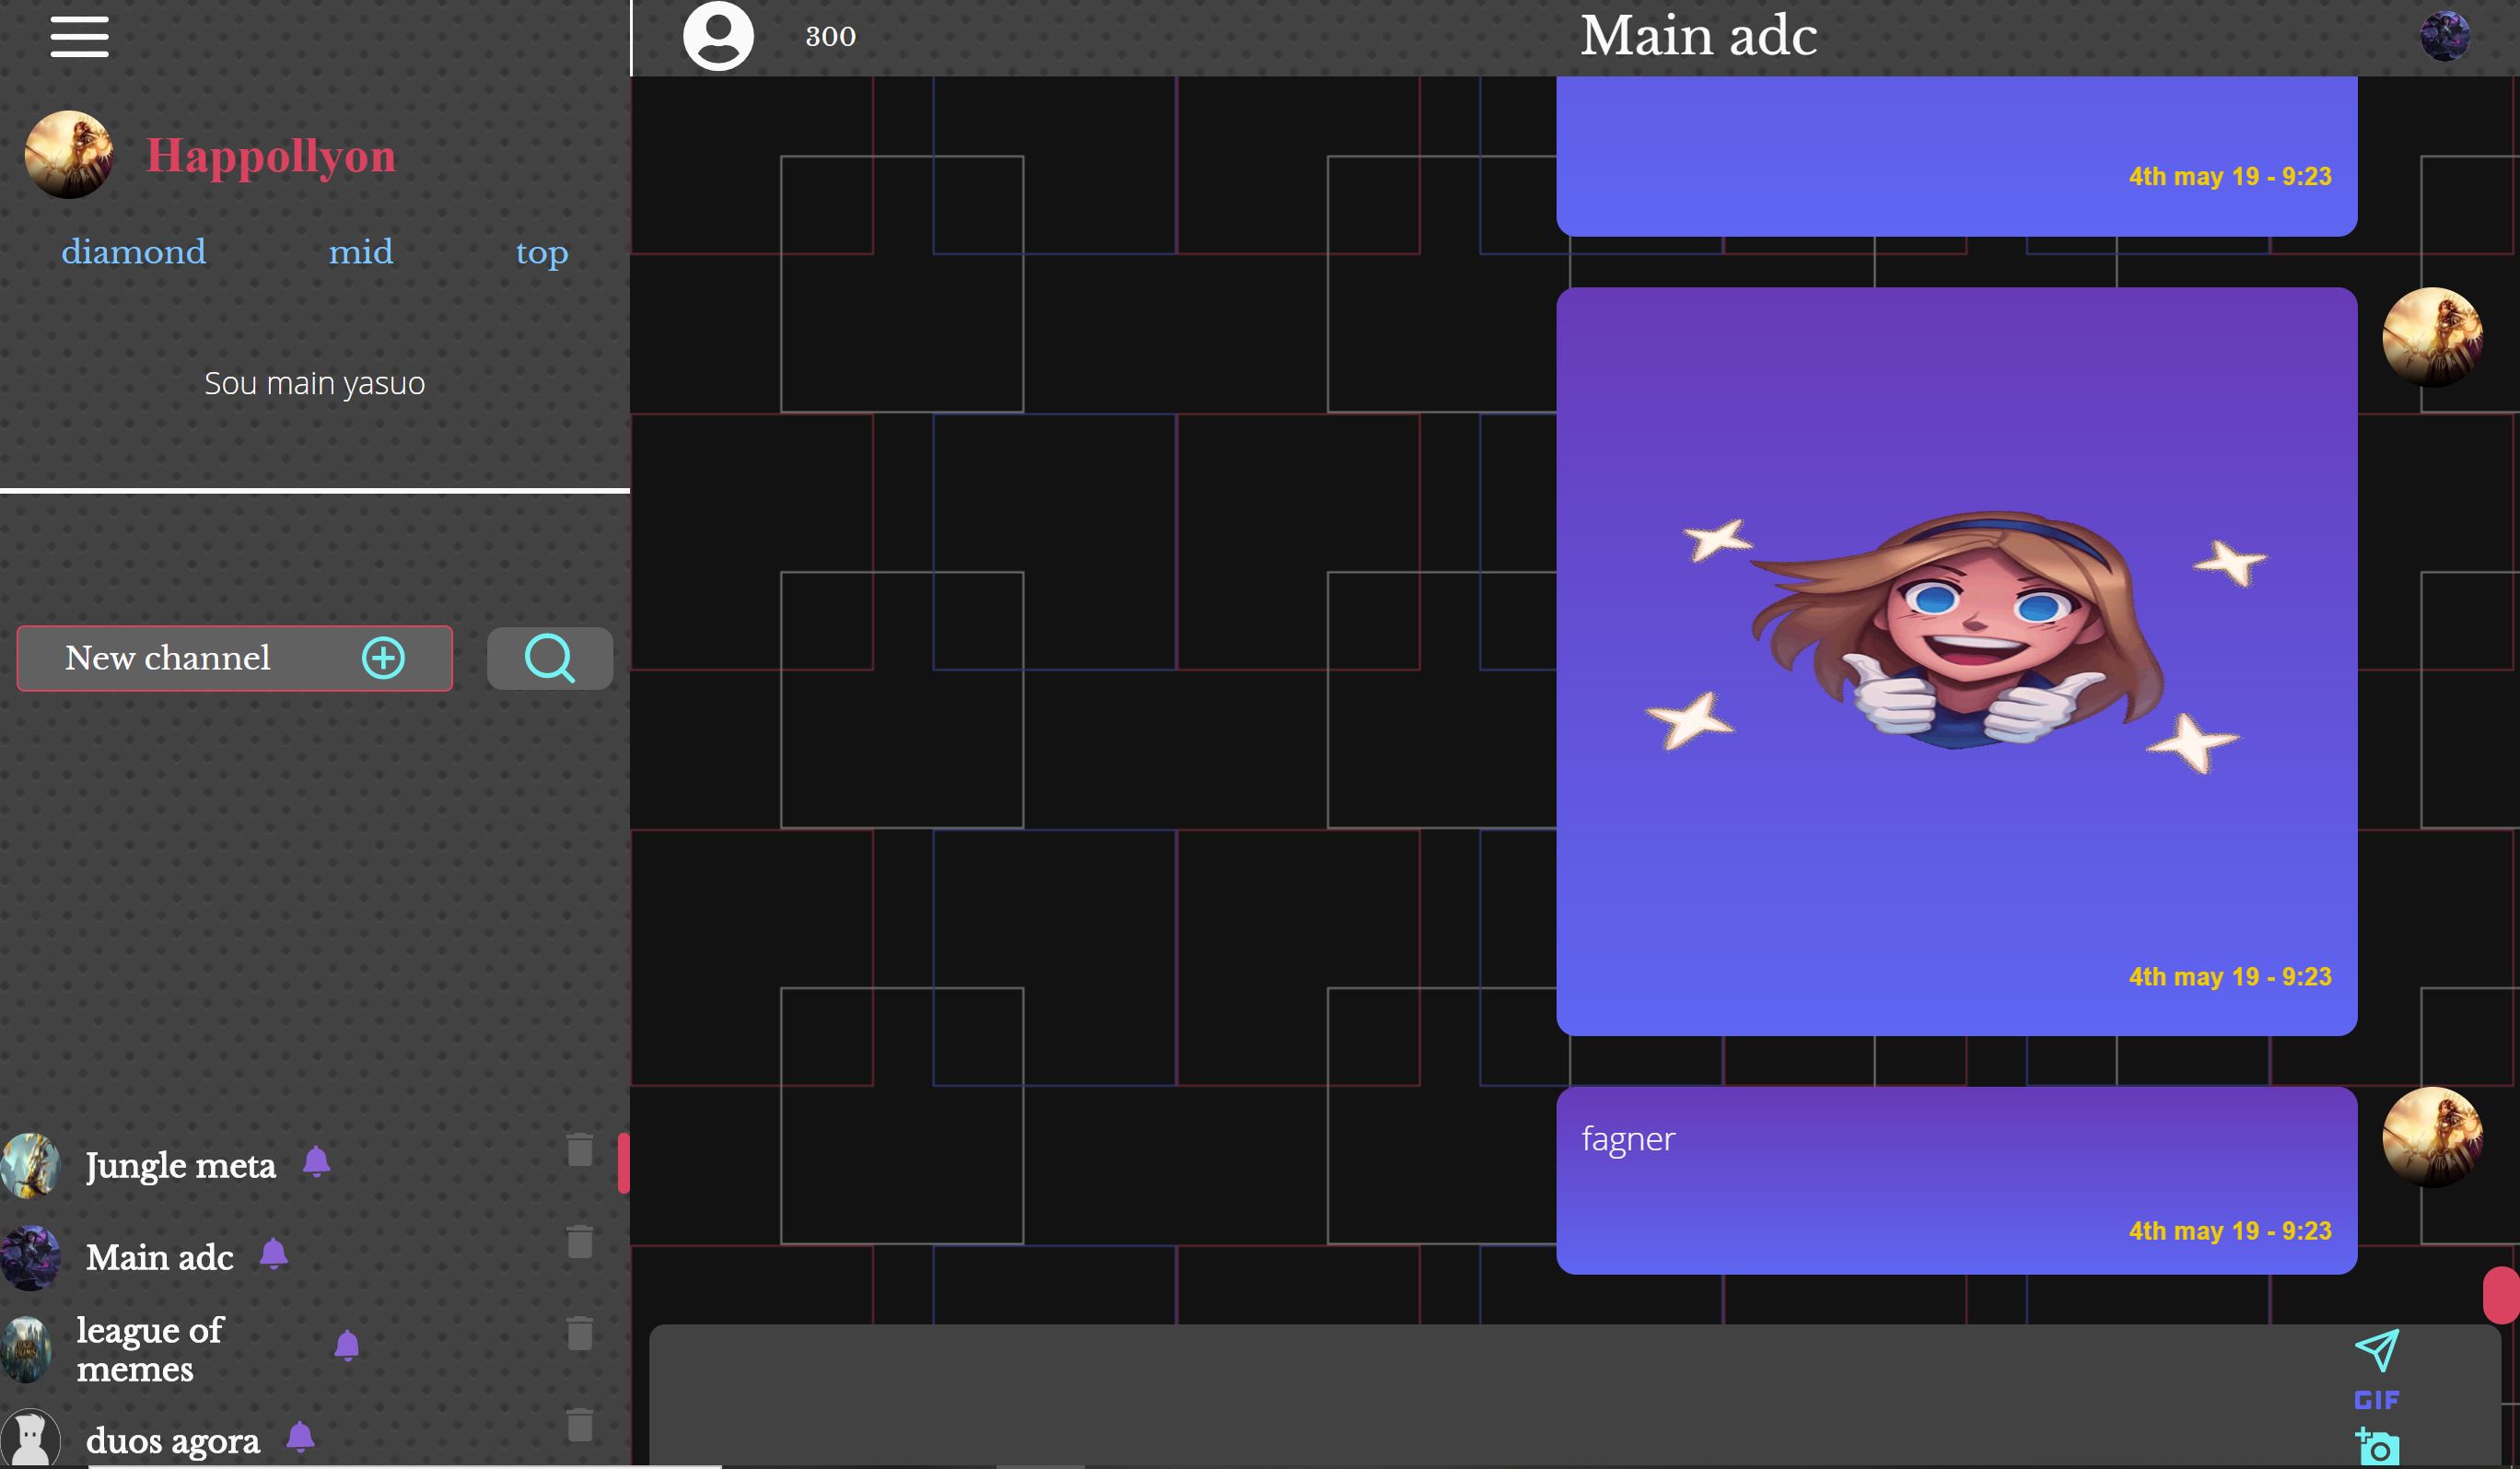 300
Main adc
Happollyon
diamond
mid
top
Sou main yasuo
New channel
Jungle meta
Main adc
league of
memes
duos agora
4th may 19 - 9:23
4th may 19 - 9:23
fagner
4th may 19 - 9:23
GIF